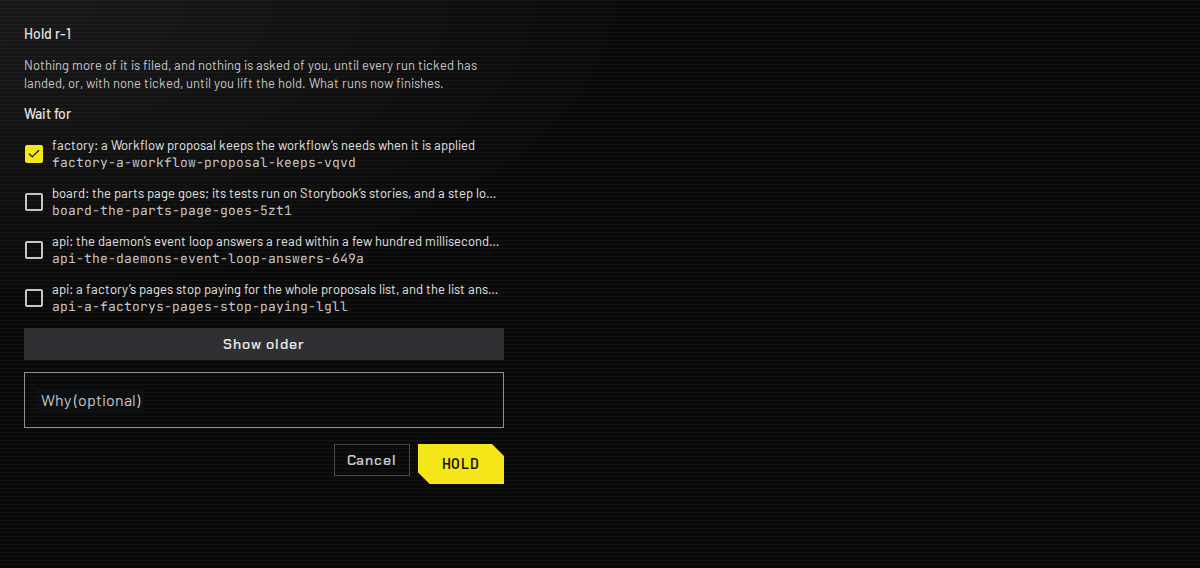 Hold r-1
Nothing more of it is filed, and nothing is asked of you, until every run ticked has
landed, or, with none ticked, until you lift the hold. What runs now finishes.
Wait for
factory: a Workflow proposal keeps the workflow's needs when it is applied
factory-a-workflow-proposal-keeps-vqvd
board: the parts page goes; its tests run on Storybook's stories, and a step lo...
board-the-parts-page-goes-5zt1
api: the daemon's event loop answers a read within a few hundred millisecond...
api-the-daemons-event-loop-answers-649a
api: a factory's pages stop paying for the whole proposals list, and the list ans...
api-a-factorys-pages-stop-paying-lgll
Show older
Why(optional)
Cancel
HOLD